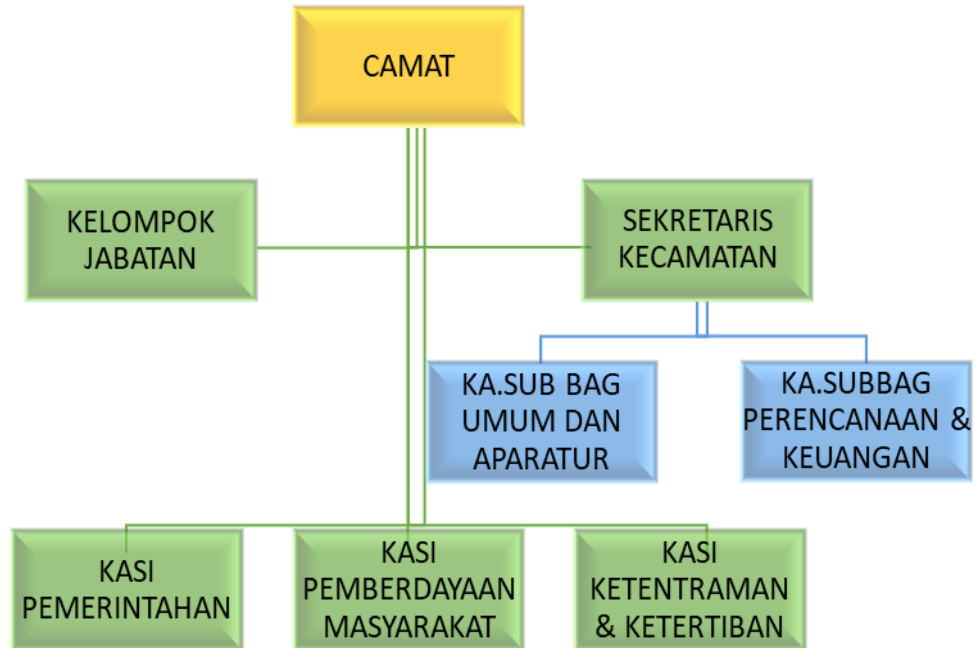 CAMAT
KELOMPOK
JABATAN
SEKRETARIS
KECAMATAN
KA.SUB BAG
UMUM DAN
APARATUR
KA.SUBBAG
PERENCANAAN &
KEUANGAN
KASI
PEMERINTAHAN
KASI
PEMBERDAYAAN
MASYARAKAT
KASI
KETENTRAMAN
& KETERTIBAN